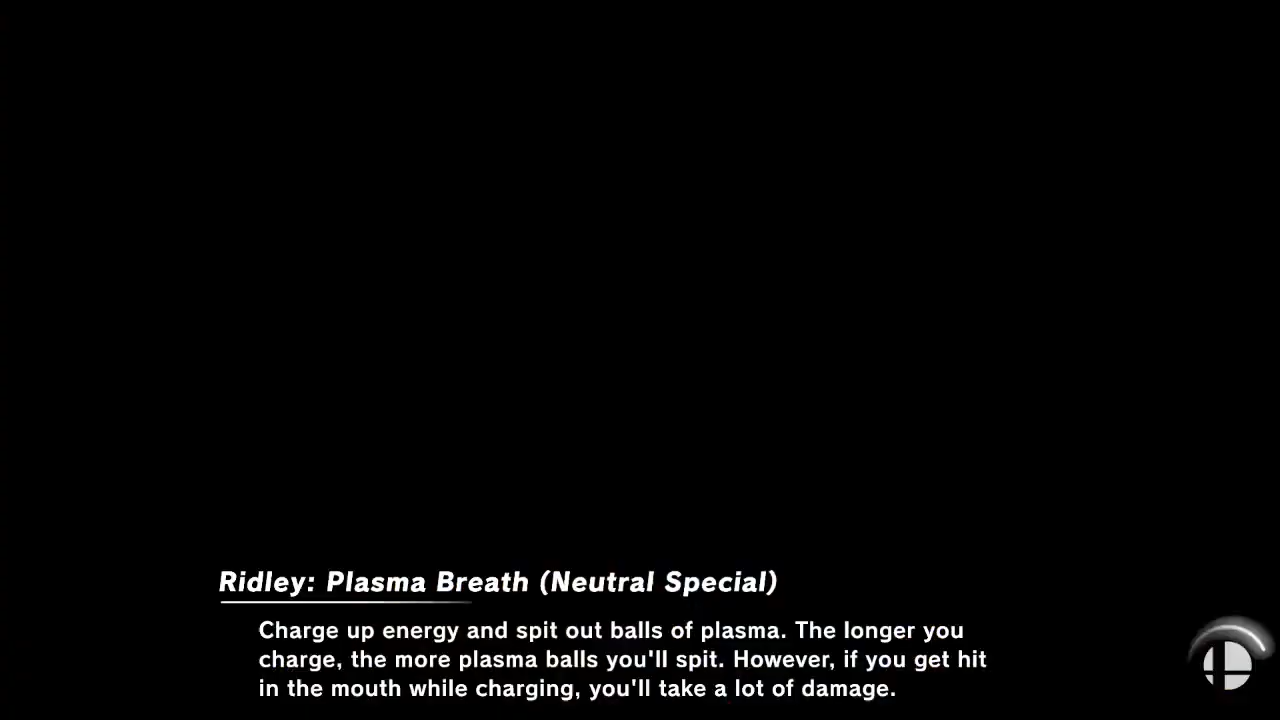 Ridley: Plasma Breath (Neutral Special)
Charge up energy and spit out balls of plasma. The longer you
charge, the more plasma balls you'll spit. However, if you get hit
in the mouth while charging, you'll take a lot of damage.